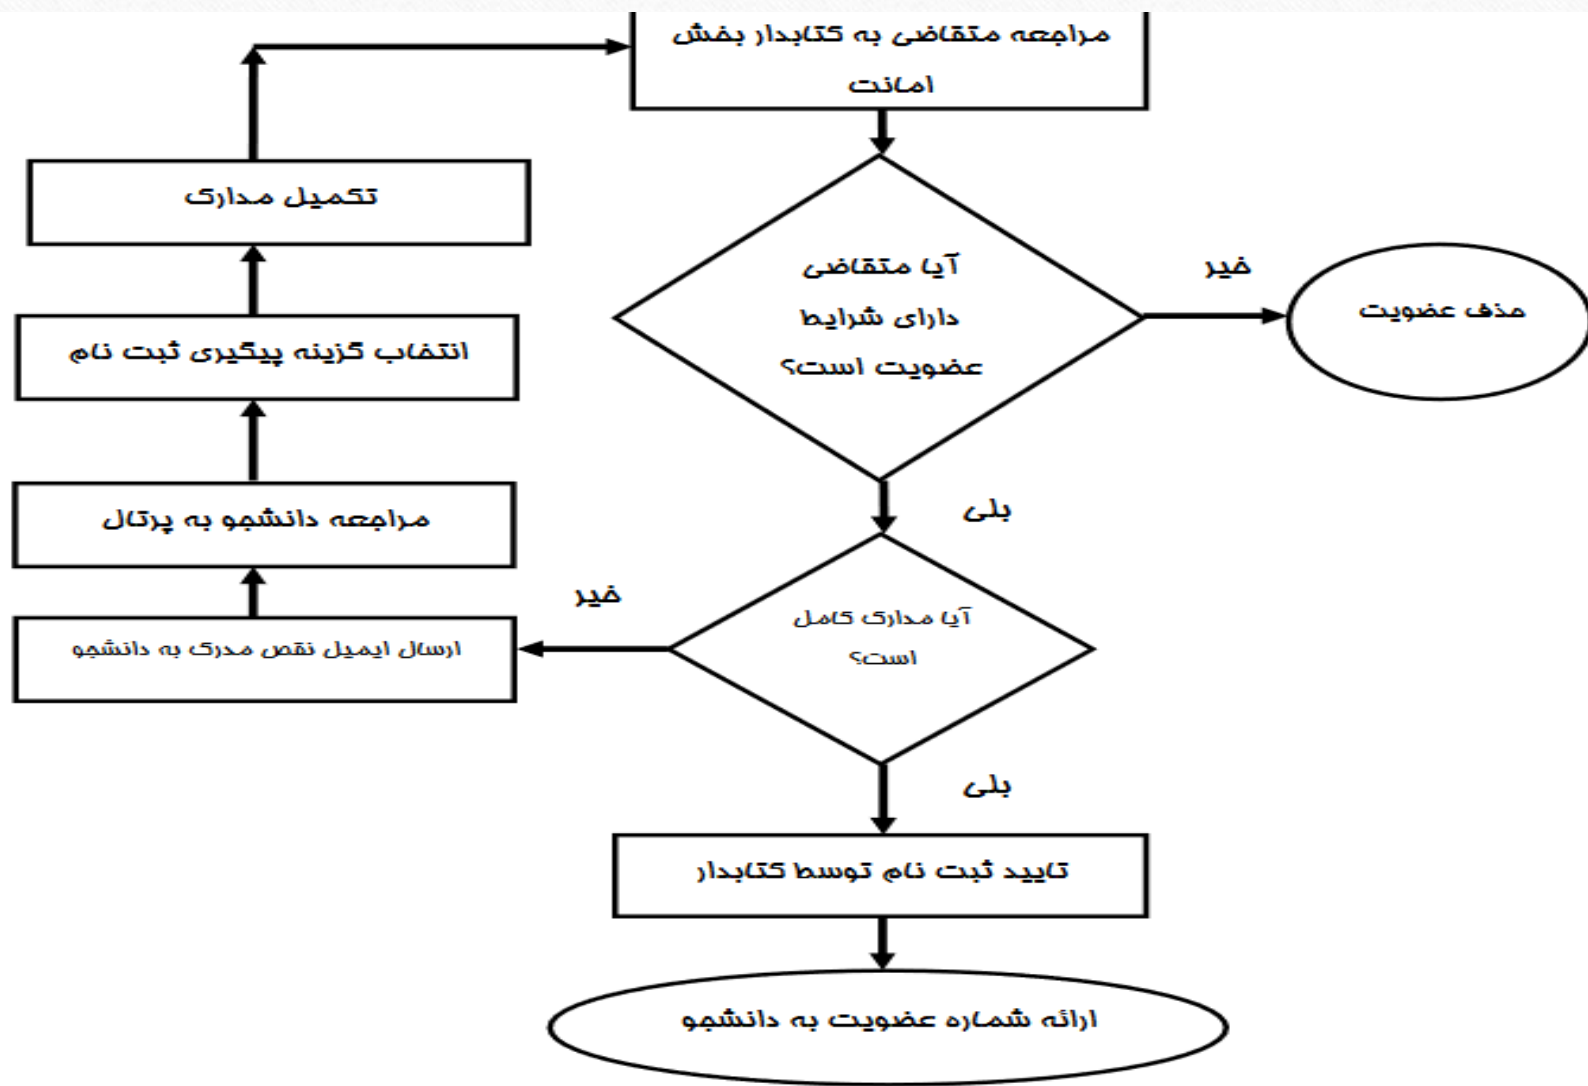 مراجعه متقاضی به کتابدار بخش
امانت
تکمیل مدارک
آیا متقاضی
دارای شرایط
عضویت است؟
خیر
حذف عضویت
انتخاب گزینه پیگیری ثبت نام
مراجعه دانشجو به پرتال
بلی
خیر
آیا مدارک کامل
است؟
ارسال ایمیل نقص مدرک به دانشجو
بلی
تایید ثبت نام توسط کتابدار
ارائه شماره عضویت به دانشجو